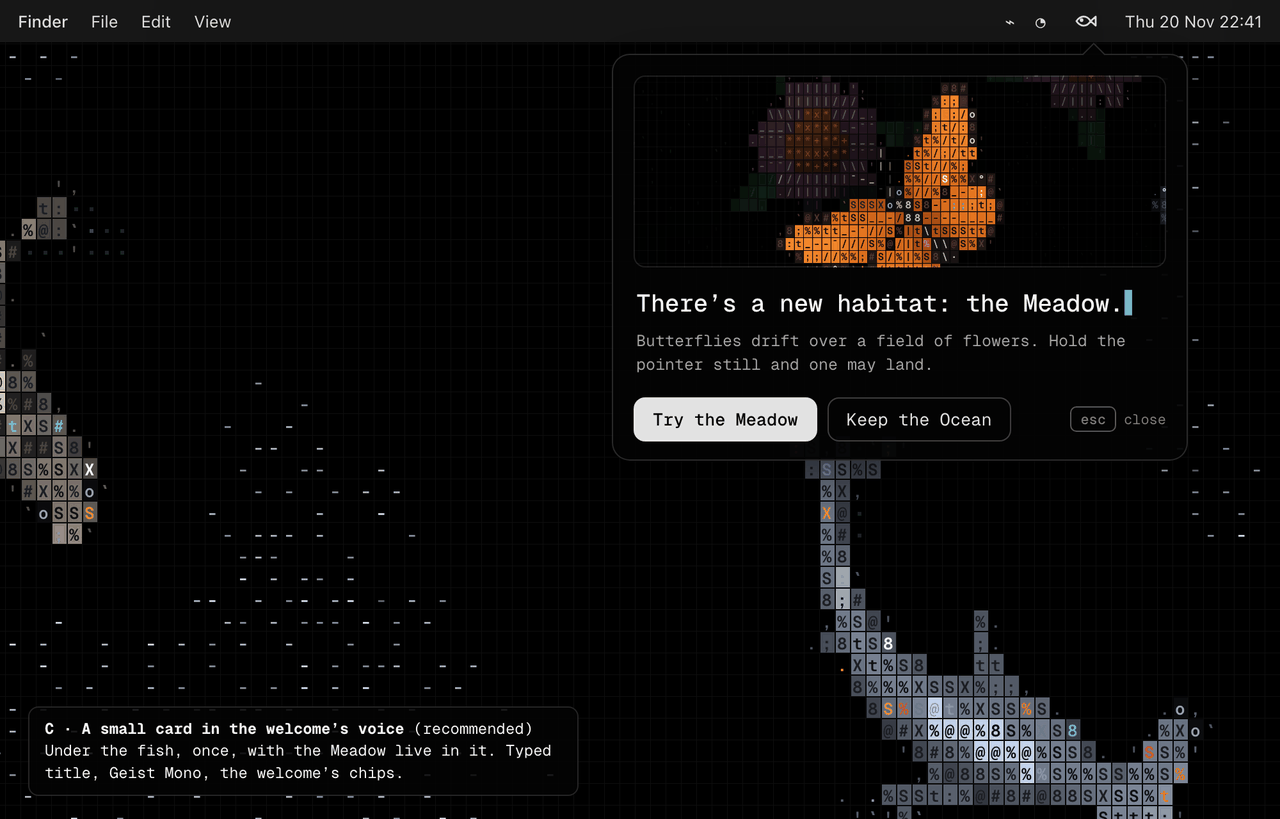 Finder File Edit View Thu 20 Nov 22:41
There’s a new habitat: the Meadow.
Butterflies drift over a field of flowers. Hold the
pointer still and one may land.
Try the Meadow Keep the Ocean esc close
C · A small card in the welcome’s voice (recommended)
Under the fish, once, with the Meadow live in it. Typed
title, Geist Mono, the welcome’s chips.